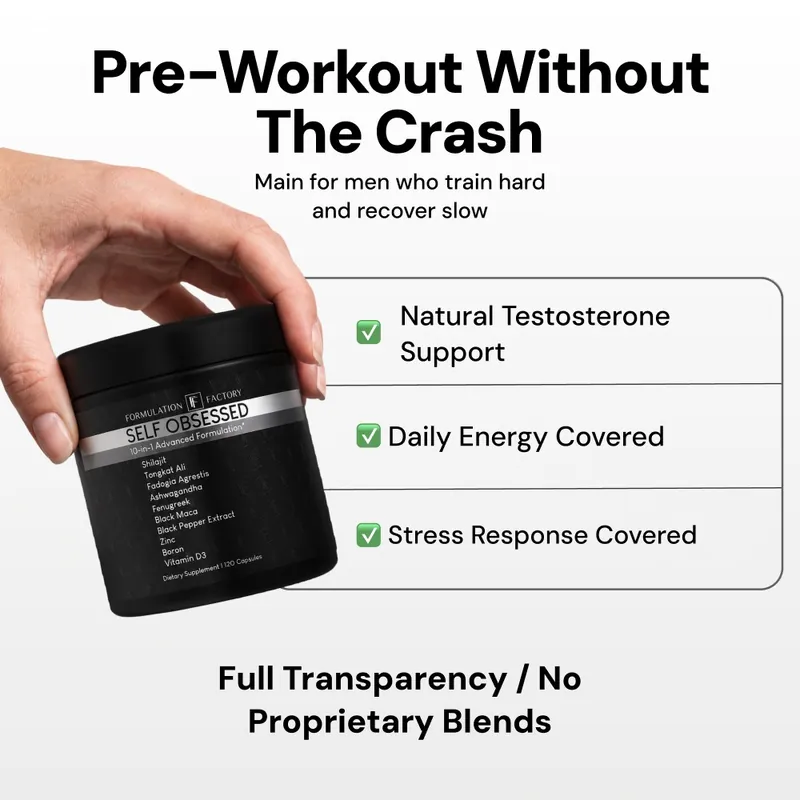 Pre-Workout Without
The Crash
Main for men who train hard
and recover slow
✅ Natural Testosterone
Support
✅ Daily Energy Covered
✅ Stress Response Covered
FORMULATION FF FACTORY
SELF OBSESSED
10-in-1 Advanced Formulation*
Shilajit
Tongkat Ali
Fadogia Agrestis
Ashwagandha
Fenugreek
Black Maca
Black Pepper Extract
Zinc
Boron
Vitamin D3
Dietary Supplement | 120 Capsules
Full Transparency / No
Proprietary Blends